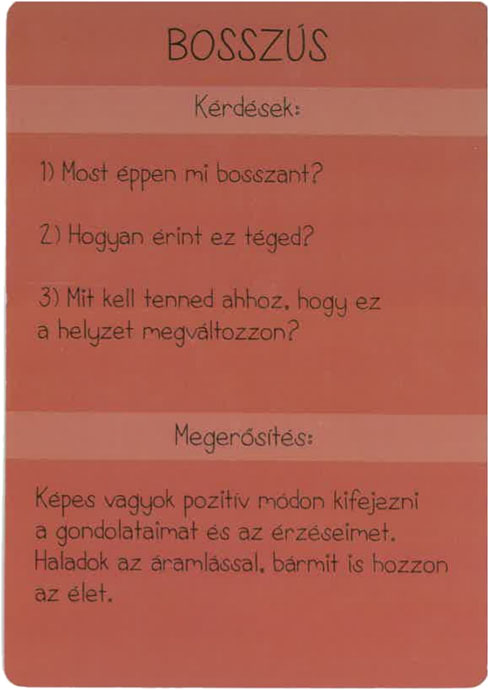 BOSSZÚS
Kérdések:
1) Most éppen mi bosszant?
2) Hogyan érint ez téged?
3) Mit kell tenned ahhoz, hogy ez
a helyzet megváltozzon?
Megerősítés:
Képes vagyok pozitív módon kifejezni
a gondolataimat és az érzéseimet.
Haladok az áramlással, bármit is hozzon
az élet.